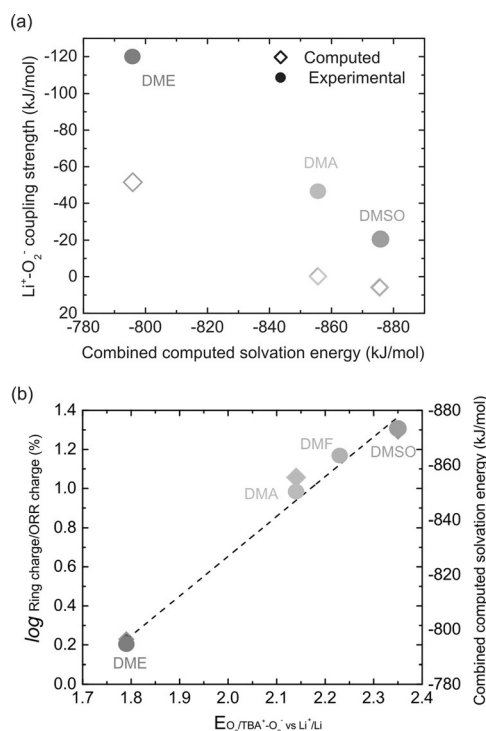 (a)
-120
-100
-80
-60
-40
-20
0
20
Li⁺-O₂⁻ coupling strength (kJ/mol)
Computed
Experimental
DME
DMA
DMSO
-780 -800 -820 -840 -860 -880
Combined computed solvation energy (kJ/mol)
(b)
1.4
1.2
1.0
0.8
0.6
0.4
0.2
0.0
log Ring charge/ORR charge (%)
DMF
DMSO
DMA
DME
-880
-860
-840
-820
-800
-780
Combined computed solvation energy (kJ/mol)
1.7 1.8 1.9 2.0 2.1 2.2 2.3 2.4
E O₂/TBA⁺-O₂⁻ vs Li⁺/Li